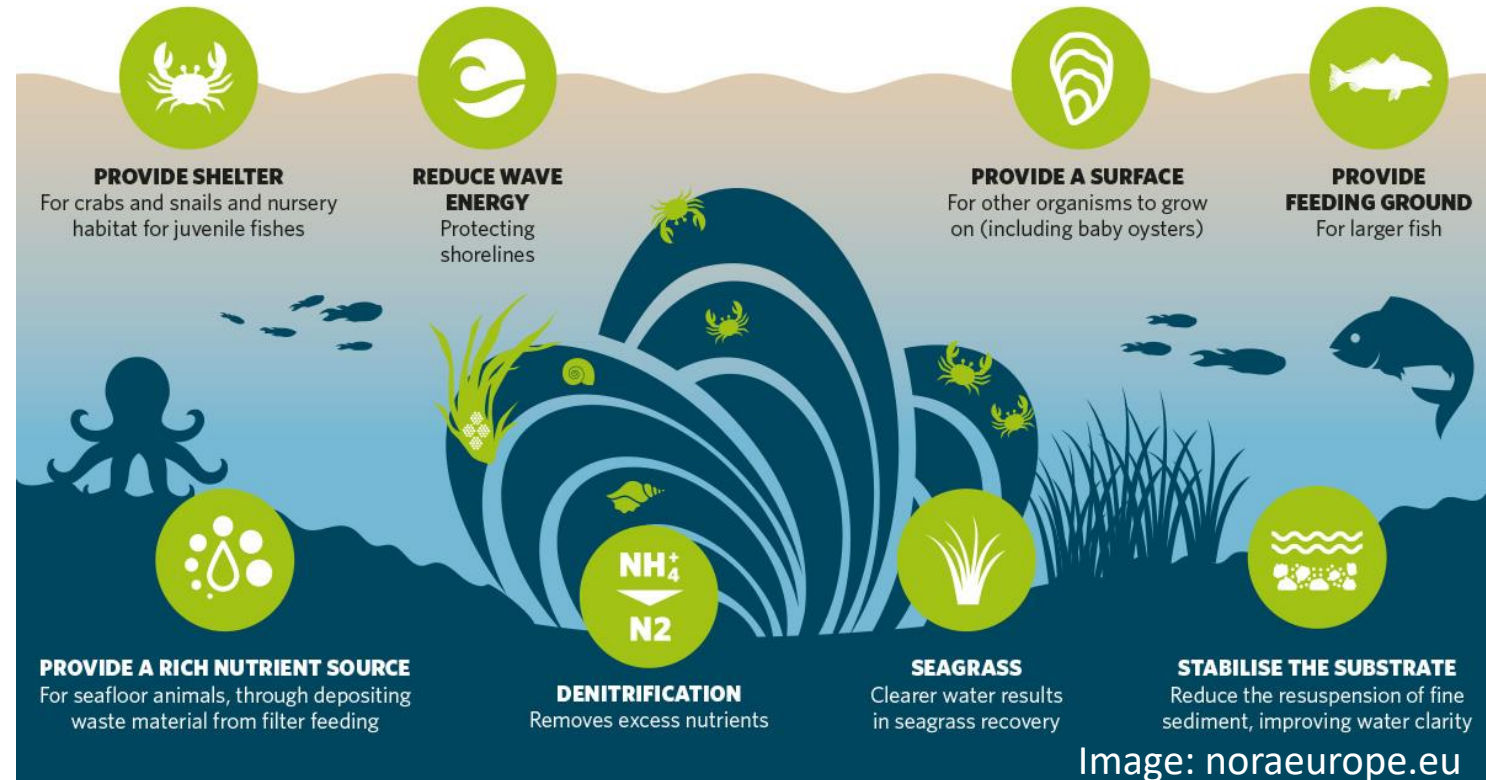 PROVIDE SHELTER
For crabs and snails and nursery
habitat for juvenile fishes
REDUCE WAVE
ENERGY
Protecting
shorelines
PROVIDE A SURFACE
For other organisms to grow
on (including baby oysters)
PROVIDE
FEEDING GROUND
For larger fish
PROVIDE A RICH NUTRIENT SOURCE
For seafloor animals, through depositing
waste material from filter feeding
NH₄⁺
N2
DENITRIFICATION
Removes excess nutrients
SEAGRASS
Clearer water results
in seagrass recovery
STABILISE THE SUBSTRATE
Reduce the resuspension of fine
sediment, improving water clarity
Image: noraeurope.eu